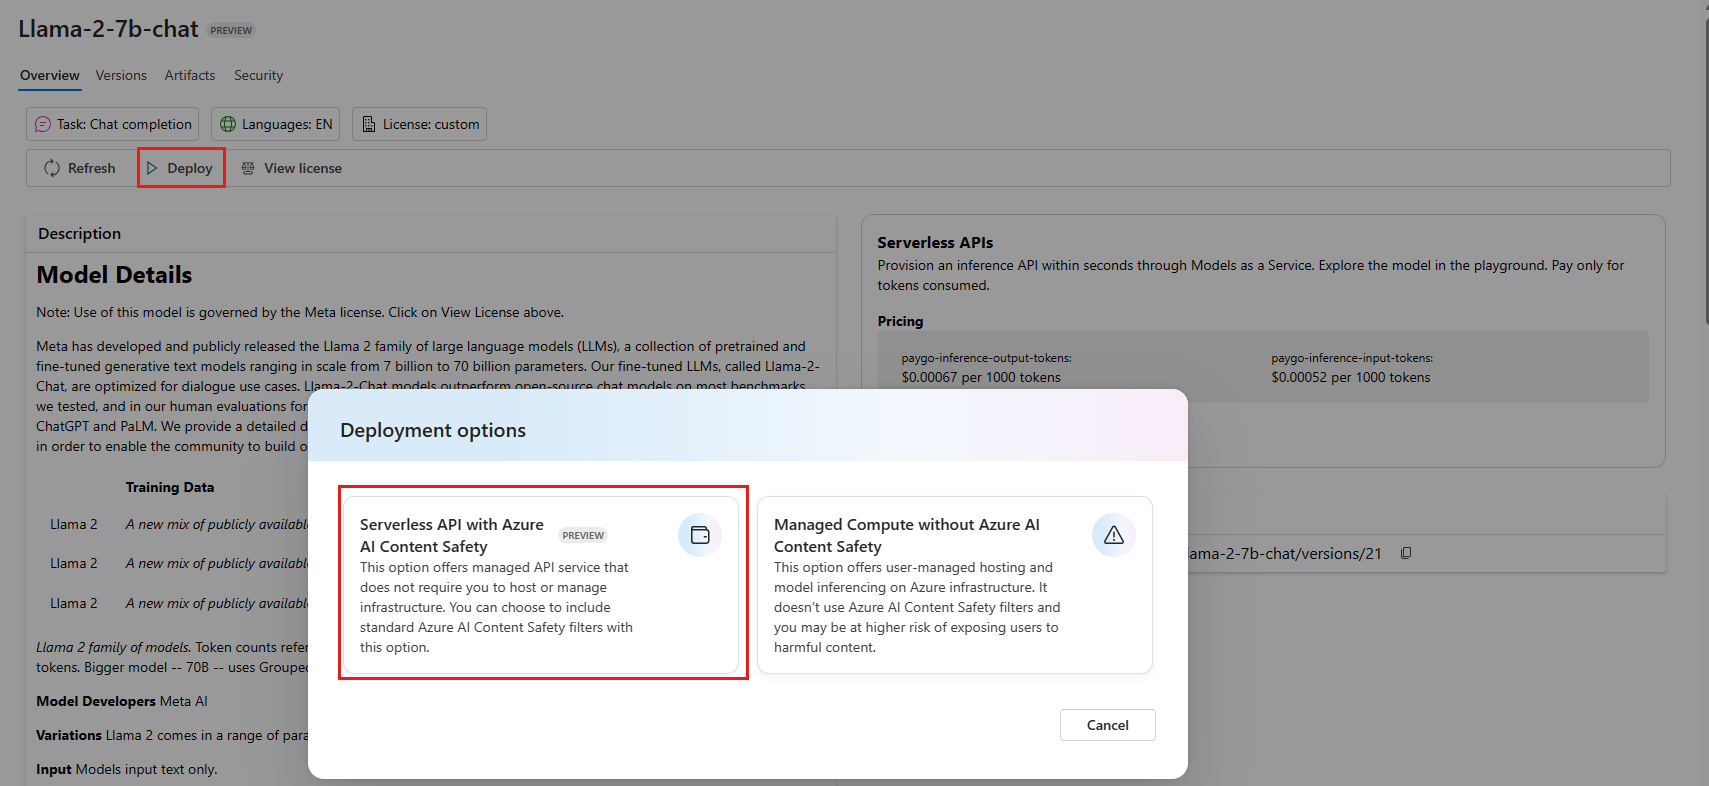 Llama-2-7b-chat PREVIEW
Overview Versions Artifacts Security
Task: Chat completion Languages: EN License: custom
Refresh Deploy View license
Description
Model Details
Note: Use of this model is governed by the Meta license. Click on View License above.
Meta has developed and publicly released the Llama 2 family of large language models (LLMs), a collection of pretrained and
fine-tuned generative text models ranging in scale from 7 billion to 70 billion parameters. Our fine-tuned LLMs, called Llama-2-
Chat, are optimized for dialogue use cases. Llama-2-Chat models outperform open-source chat models on most benchmarks
we tested, and in our human evaluations for
ChatGPT and PaLM. We provide a detailed d
in order to enable the community to build o
Training Data
Llama 2 A new mix of publicly availabl
Llama 2 A new mix of publicly availabl
Llama 2 A new mix of publicly availabl
Llama 2 family of models. Token counts refer
tokens. Bigger model -- 70B -- uses Grouped
Model Developers Meta AI
Variations Llama 2 comes in a range of para
Input Models input text only.
Serverless APIs
Provision an inference API within seconds through Models as a Service. Explore the model in the playground. Pay only for
tokens consumed.
Pricing
paygo-inference-output-tokens: paygo-inference-input-tokens:
$0.00067 per 1000 tokens $0.00052 per 1000 tokens
lama-2-7b-chat/versions/21
Deployment options
Serverless API with Azure
AI Content Safety PREVIEW
This option offers managed API service that
does not require you to host or manage
infrastructure. You can choose to include
standard Azure AI Content Safety filters with
this option.
Managed Compute without Azure AI
Content Safety
This option offers user-managed hosting and
model inferencing on Azure infrastructure. It
doesn't use Azure AI Content Safety filters and
you may be at higher risk of exposing users to
harmful content.
Cancel